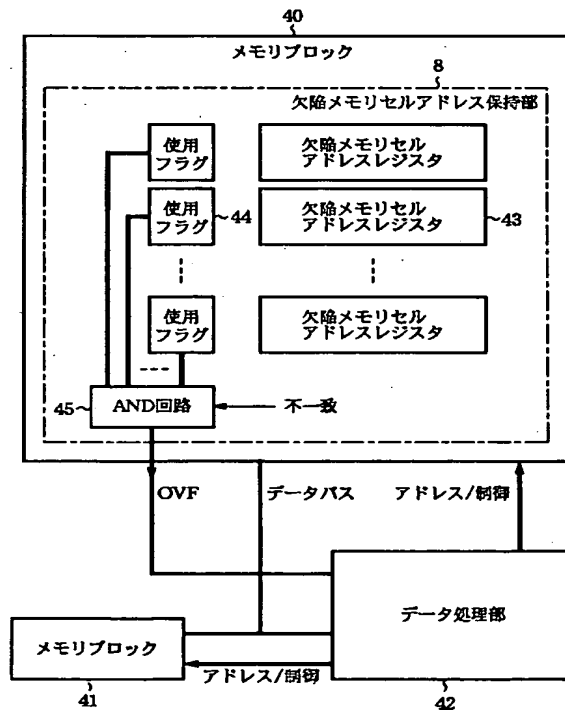 40
メモリブロック
8
欠陥メモリセルアドレス保持部
使用
フラグ
欠陥メモリセル
アドレスレジスタ
使用
フラグ
44
欠陥メモリセル
アドレスレジスタ
43
使用
フラグ
欠陥メモリセル
アドレスレジスタ
45
AND回路
不一致
OVF
データバス
アドレス/制御
データ処理部
メモリブロック
アドレス/制御
41
42